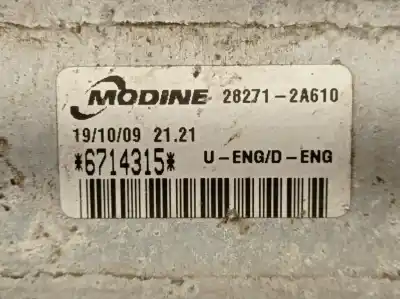 MODINE 28271-2A610
19/10/09 21.21
*6714315* U-ENG/D-ENG